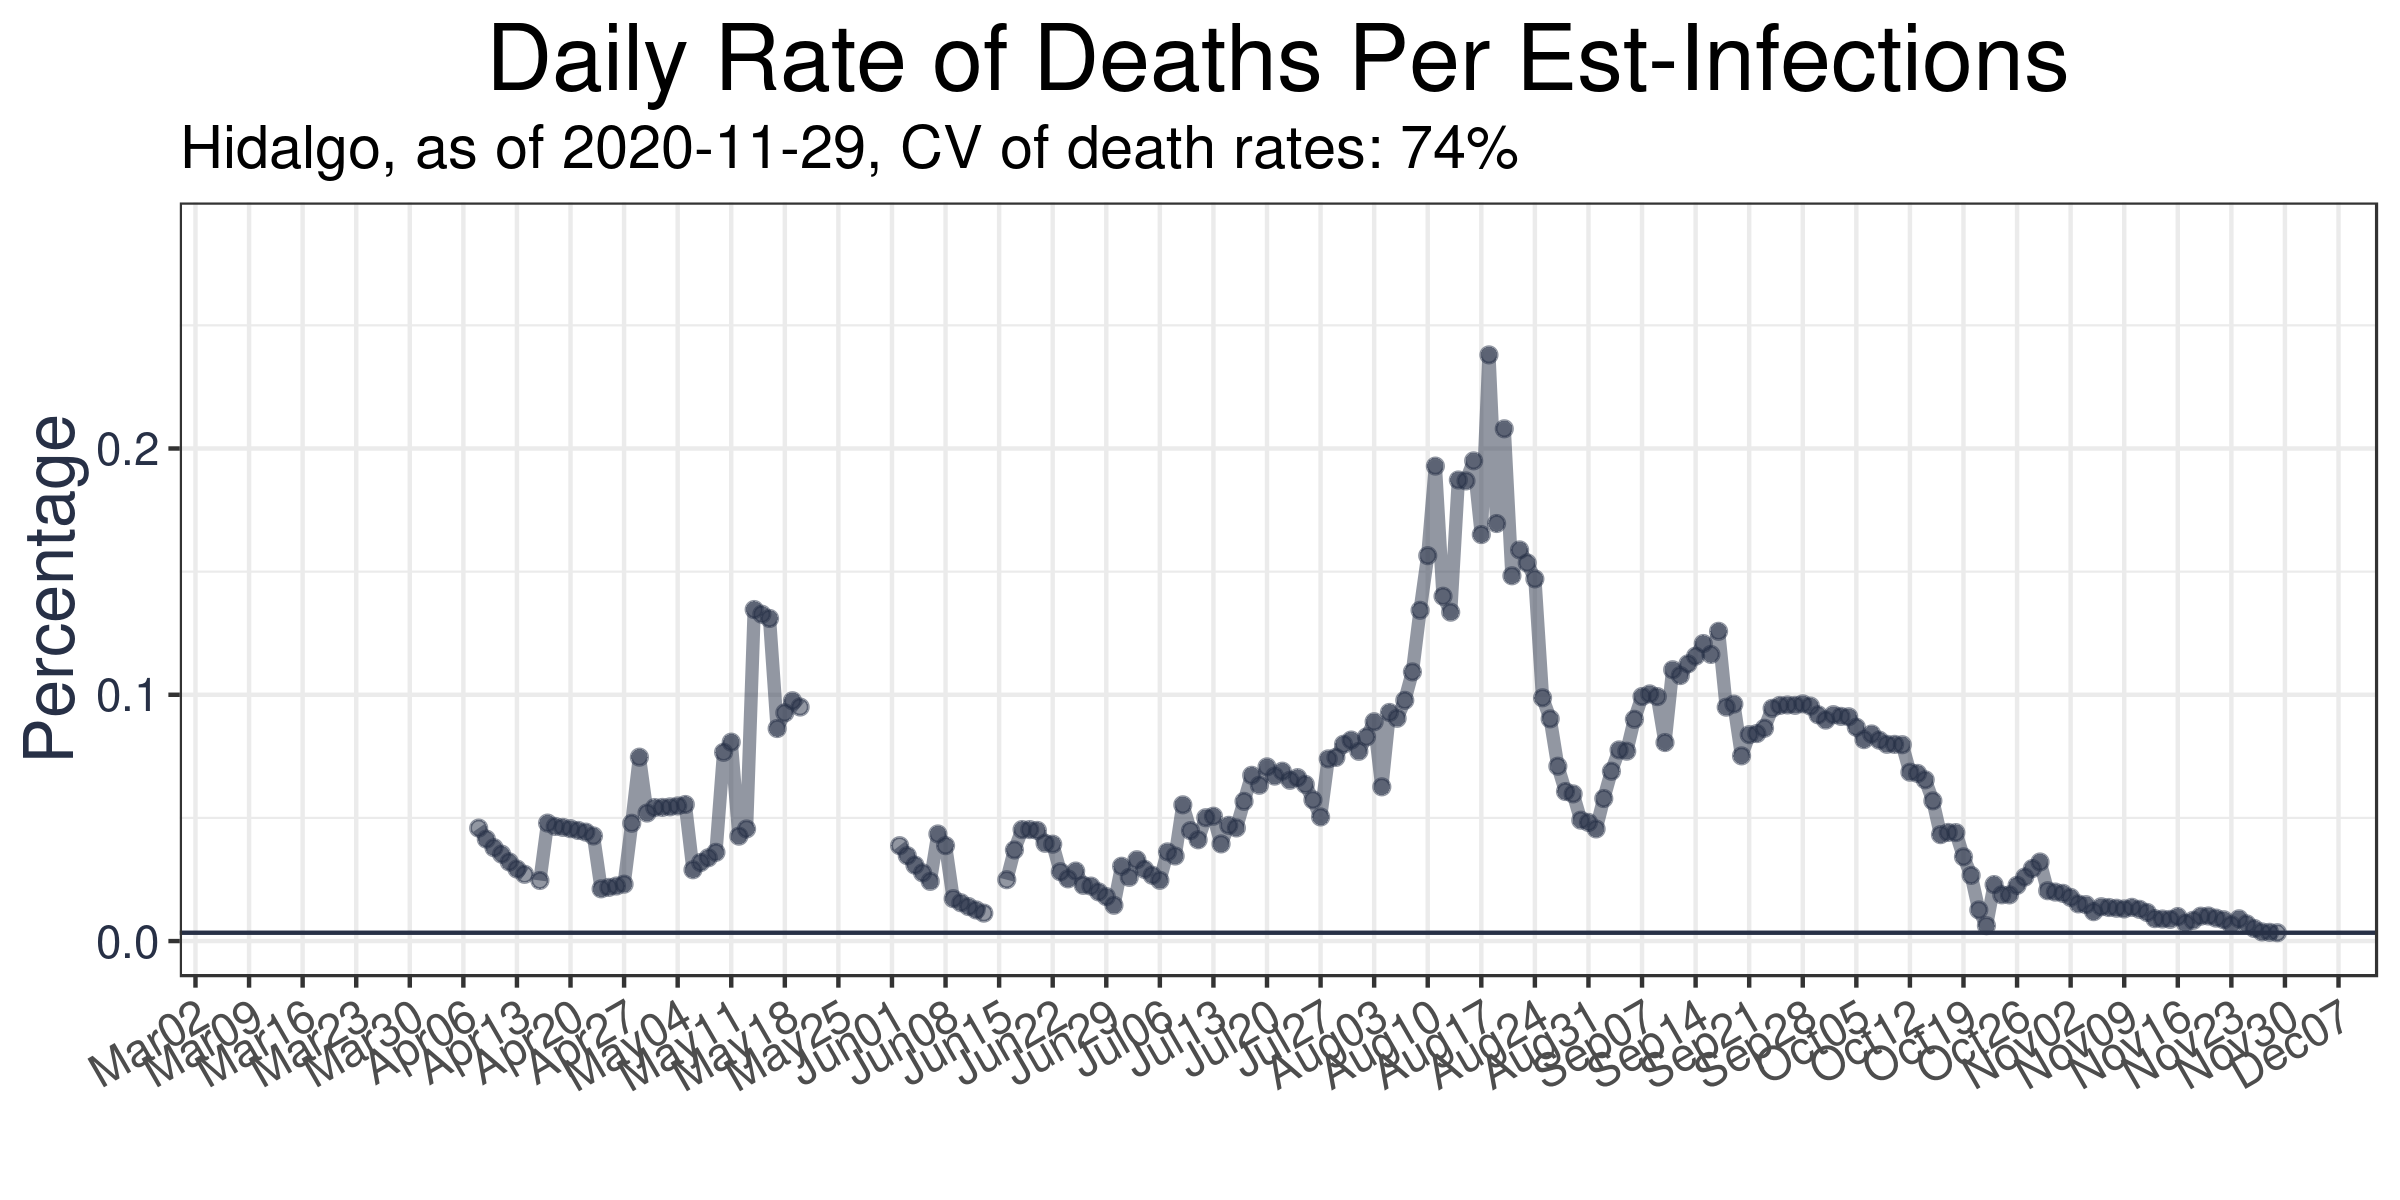 Daily Rate of Deaths Per Est-Infections
Hidalgo, as of 2020-11-29, CV of death rates: 74%
Percentage
0.2
0.1
0.0
Mar02
Mar09
Mar16
Mar23
Mar30
Apr06
Apr13
Apr20
Apr27
May04
May11
May18
May25
Jun01
Jun08
Jun15
Jun22
Jun29
Jul06
Jul13
Jul20
Jul27
Aug03
Aug10
Aug17
Aug24
Aug31
Sep07
Sep14
Sep21
Sep28
Oct05
Oct12
Oct19
Oct26
Nov02
Nov09
Nov16
Nov23
Nov30
Dec07